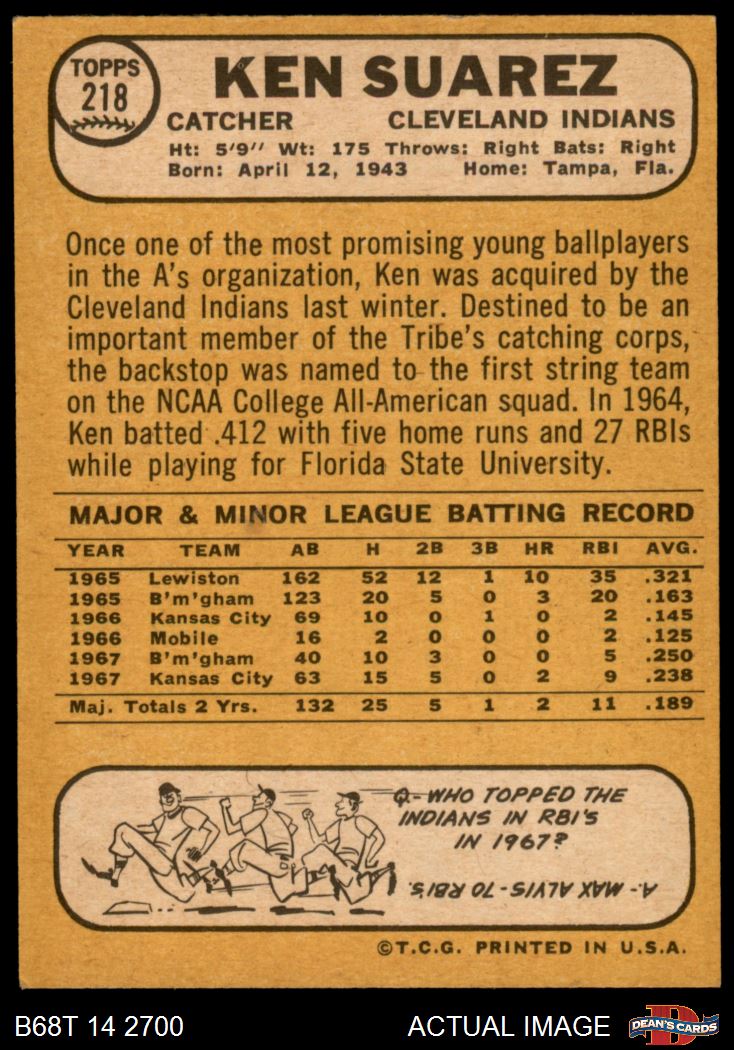 TOPPS
218
KEN SUAREZ
CATCHER CLEVELAND INDIANS
Ht: 5'9" Wt: 175 Throws: Right Bats: Right
Born: April 12, 1943 Home: Tampa, Fla.
Once one of the most promising young ballplayers
in the A's organization, Ken was acquired by the
Cleveland Indians last winter. Destined to be an
important member of the Tribe's catching corps,
the backstop was named to the first string team
on the NCAA College All-American squad. In 1964,
Ken batted .412 with five home runs and 27 RBIs
while playing for Florida State University.
MAJOR & MINOR LEAGUE BATTING RECORD
YEAR TEAM AB H 2B 3B HR RBI AVG.
1965 Lewiston 162 52 12 1 10 35 .321
1965 B'm'gham 123 20 5 0 3 20 .163
1966 Kansas City 69 10 0 1 0 2 .145
1966 Mobile 16 2 0 0 0 2 .125
1967 B'm'gham 40 10 3 0 0 5 .250
1967 Kansas City 63 15 5 0 2 9 .238
Maj. Totals 2 Yrs. 132 25 5 1 2 11 .189
Q- WHO TOPPED THE
INDIANS IN RBI'S
IN 1967?
A- MAX ALVIS- 70 RBI'S.
©T.C.G. PRINTED IN U.S.A.
B68T 14 2700 ACTUAL IMAGE DEAN'S CARDS